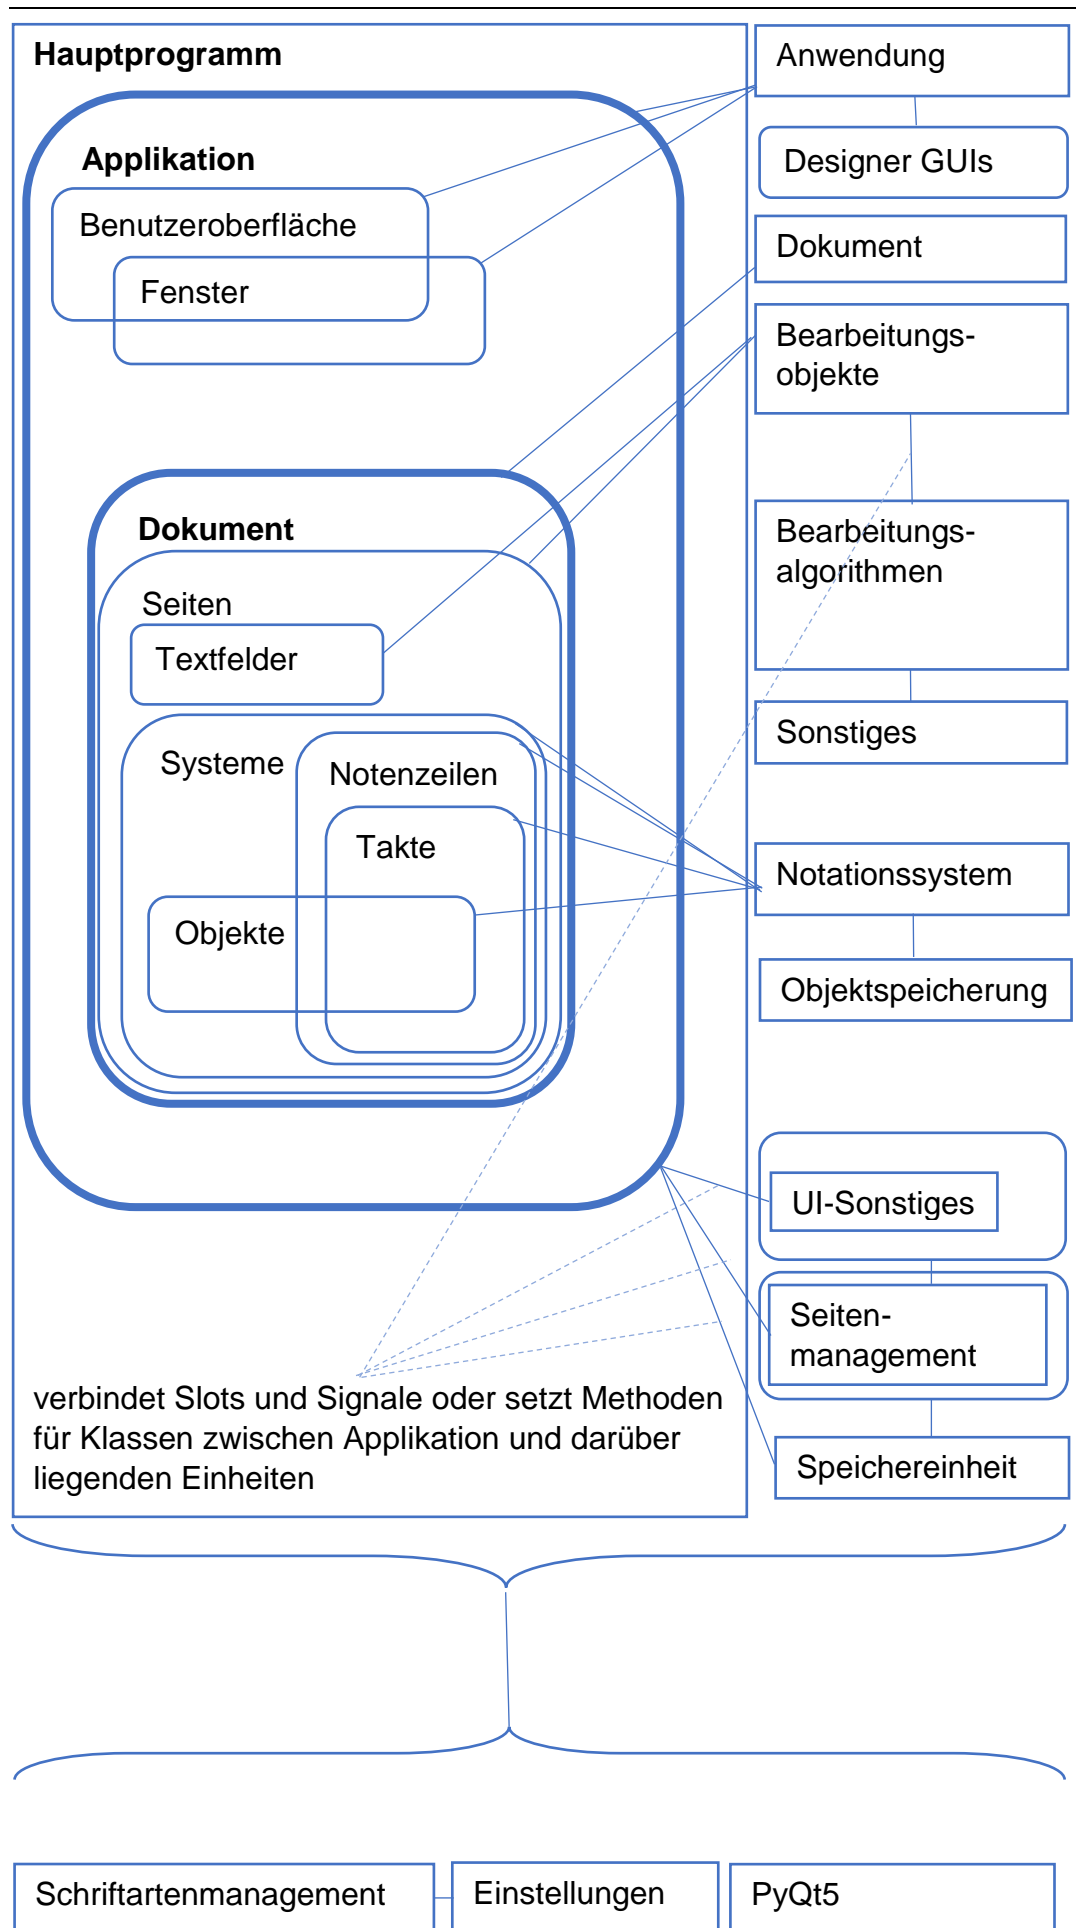 Hauptprogramm
Applikation
Benutzeroberfläche
Fenster
Dokument
Seiten
Textfelder
Systeme
Notenzeilen
Takte
Objekte
verbindet Slots und Signale oder setzt Methoden
für Klassen zwischen Applikation und darüber
liegenden Einheiten
Anwendung
Designer GUIs
Dokument
Bearbeitungs-
objekte
Bearbeitungs-
algorithmen
Sonstiges
Notationssystem
Objektspeicherung
UI-Sonstiges
Seiten-
management
Speichereinheit
Schriftartenmanagement
Einstellungen
PyQt5